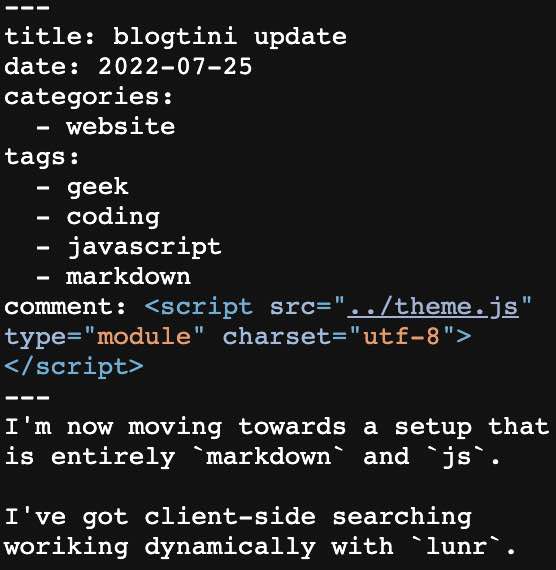 ---
title: blogtini update
date: 2022-07-25
categories:
  - website
tags:
  - geek
  - coding
  - javascript
  - markdown
comment: <script src="../theme.js"
type="module" charset="utf-8">
</script>
---
I'm now moving towards a setup that
is entirely `markdown` and `js`.

I've got client-side searching
woriking dynamically with `lunr`.